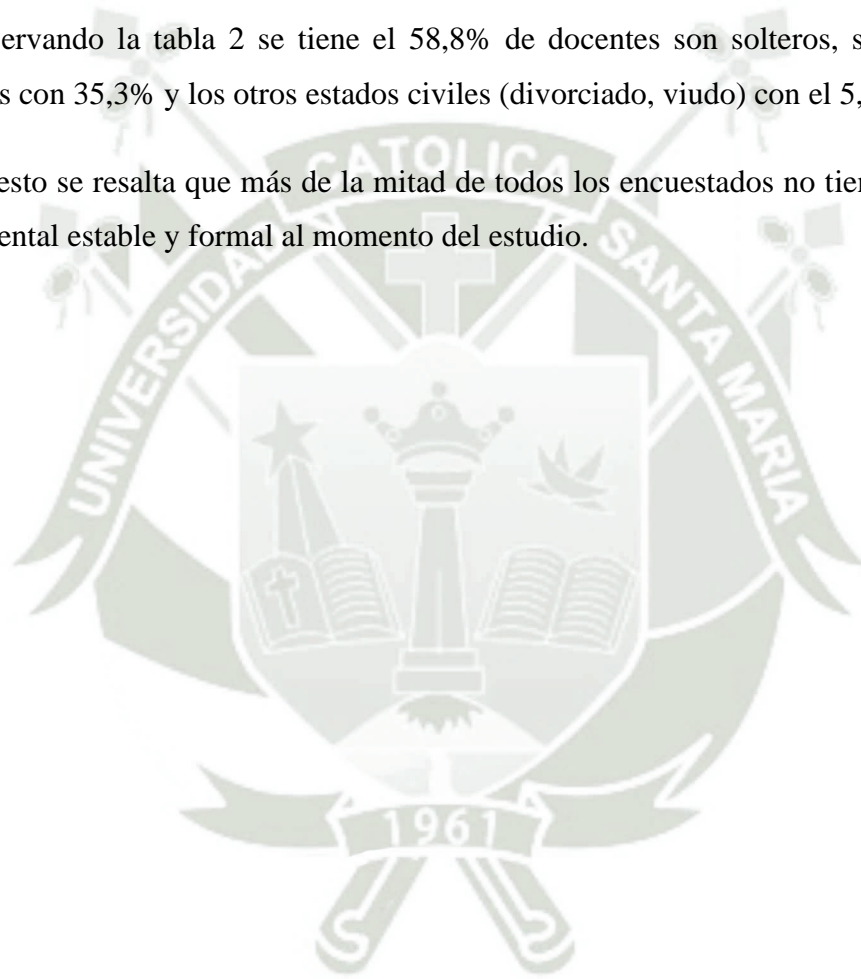 ervando la tabla 2 se tiene el 58,8% de docentes son solteros, s
s con 35,3% y los otros estados civiles (divorciado, viudo) con el 5,
esto se resalta que más de la mitad de todos los encuestados no tien
ental estable y formal al momento del estudio.
UNIVERSIDAD CATOLICA SANTA MARIA
1961